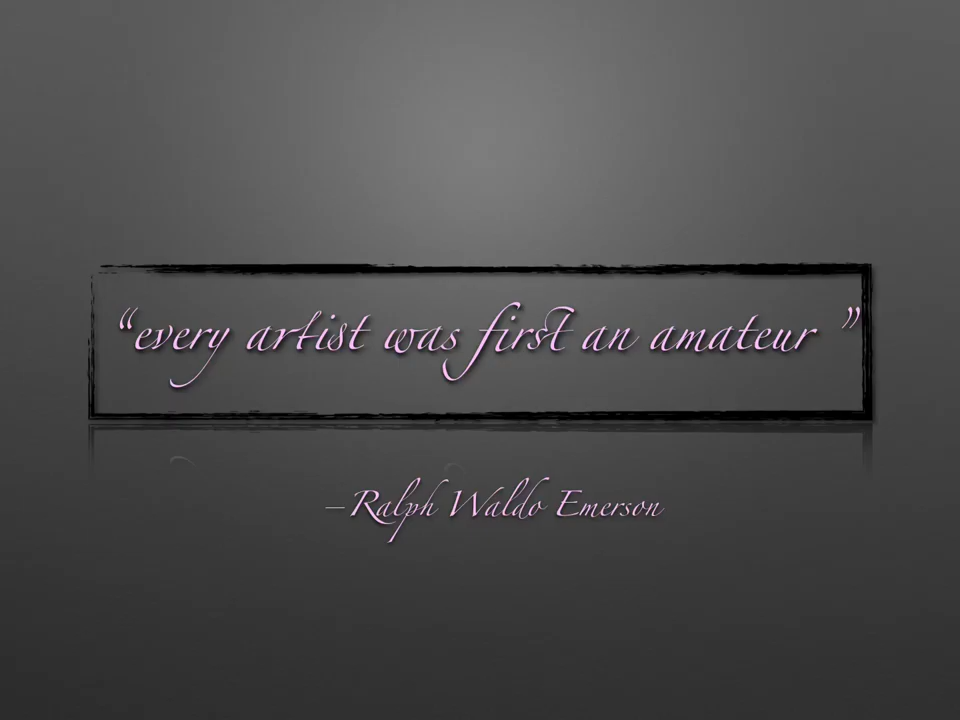 “every artist was first an amateur ”
–Ralph Waldo Emerson